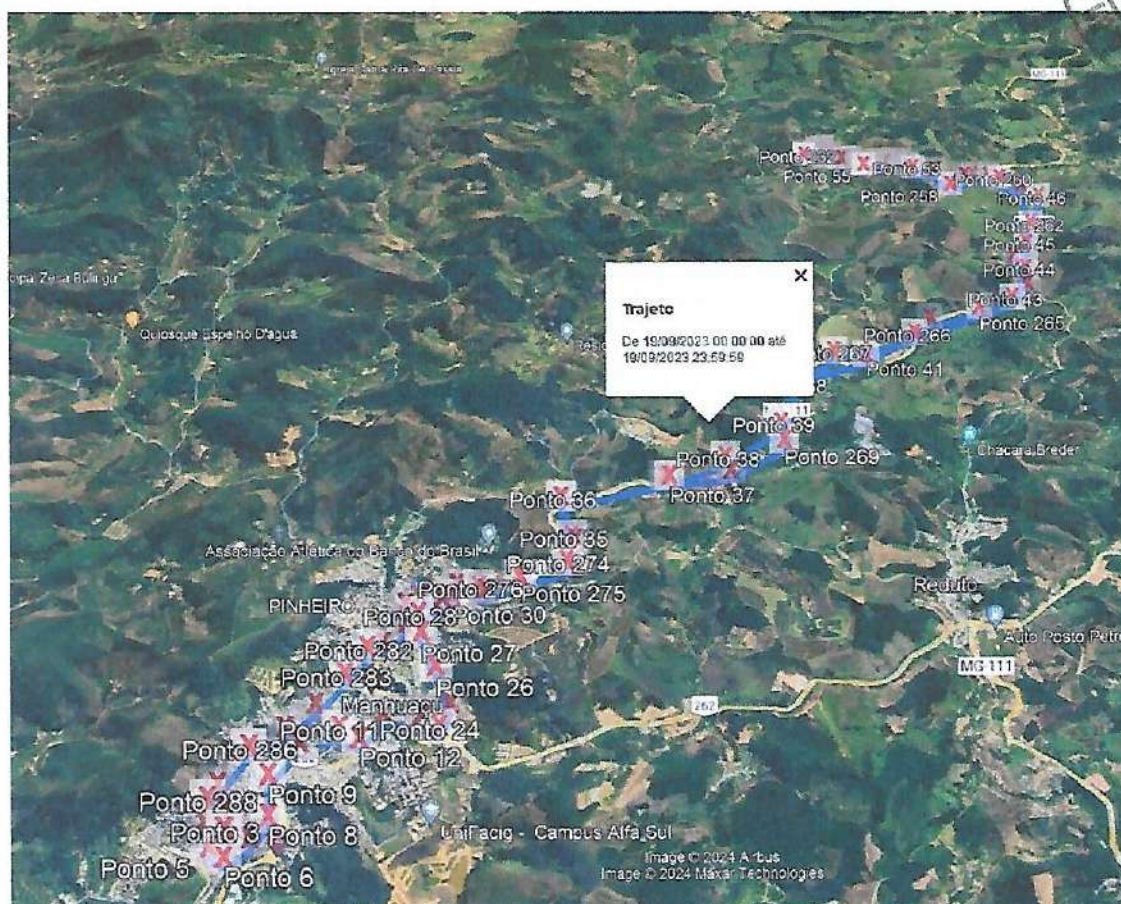 MG-111
Ponto 55
Ponto 53
Ponto 260
Ponto 258
Ponto 46
Ponto 262
Ponto 45
Ponto 44
Ponto 43
Ponto 265
Ponto 266
Ponto 41
Quiosque Espelho D'agua
Trajeto
De 19/09/2023 00:00:00 até
19/09/2023 23:59:59
Ponto 39
Ponto 269
Chácara Breder
Ponto 38
Ponto 37
Ponto 36
Ponto 35
Associação Atlética do Banco do Brasil
Ponto 274
Ponto 275
Ponto 276
PINHEIRO
Ponto 28
Ponto 30
Reduto
Ponto 282
Ponto 27
Auto Posto Petro
MG-111
Ponto 283
Ponto 26
Manhuaçu
262
Ponto 11
Ponto 24
Ponto 12
Ponto 286
Ponto 288
Ponto 9
Ponto 3
Ponto 8
UniFacig - Campus Alfa Sul
Ponto 5
Ponto 6
Image © 2024 Airbus
Image © 2024 Maxar Technologies